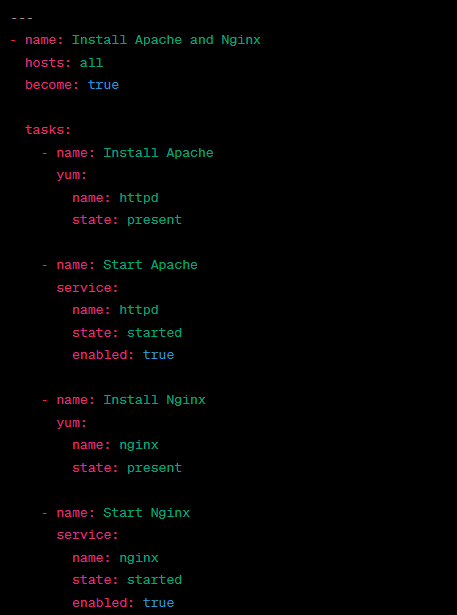 ---
- name: Install Apache and Nginx
  hosts: all
  become: true

  tasks:
    - name: Install Apache
      yum:
        name: httpd
        state: present

    - name: Start Apache
      service:
        name: httpd
        state: started
        enabled: true

    - name: Install Nginx
      yum:
        name: nginx
        state: present

    - name: Start Nginx
      service:
        name: nginx
        state: started
        enabled: true